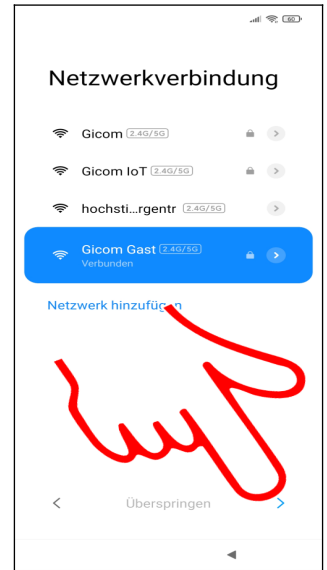 60
Netzwerkverbindung
Gicom 2.4G/5G
Gicom IoT 2.4G/5G
hochsti...rgentr 2.4G/5G
Gicom Gast 2.4G/5G
Verbunden
Netzwerk hinzufügen
Überspringen